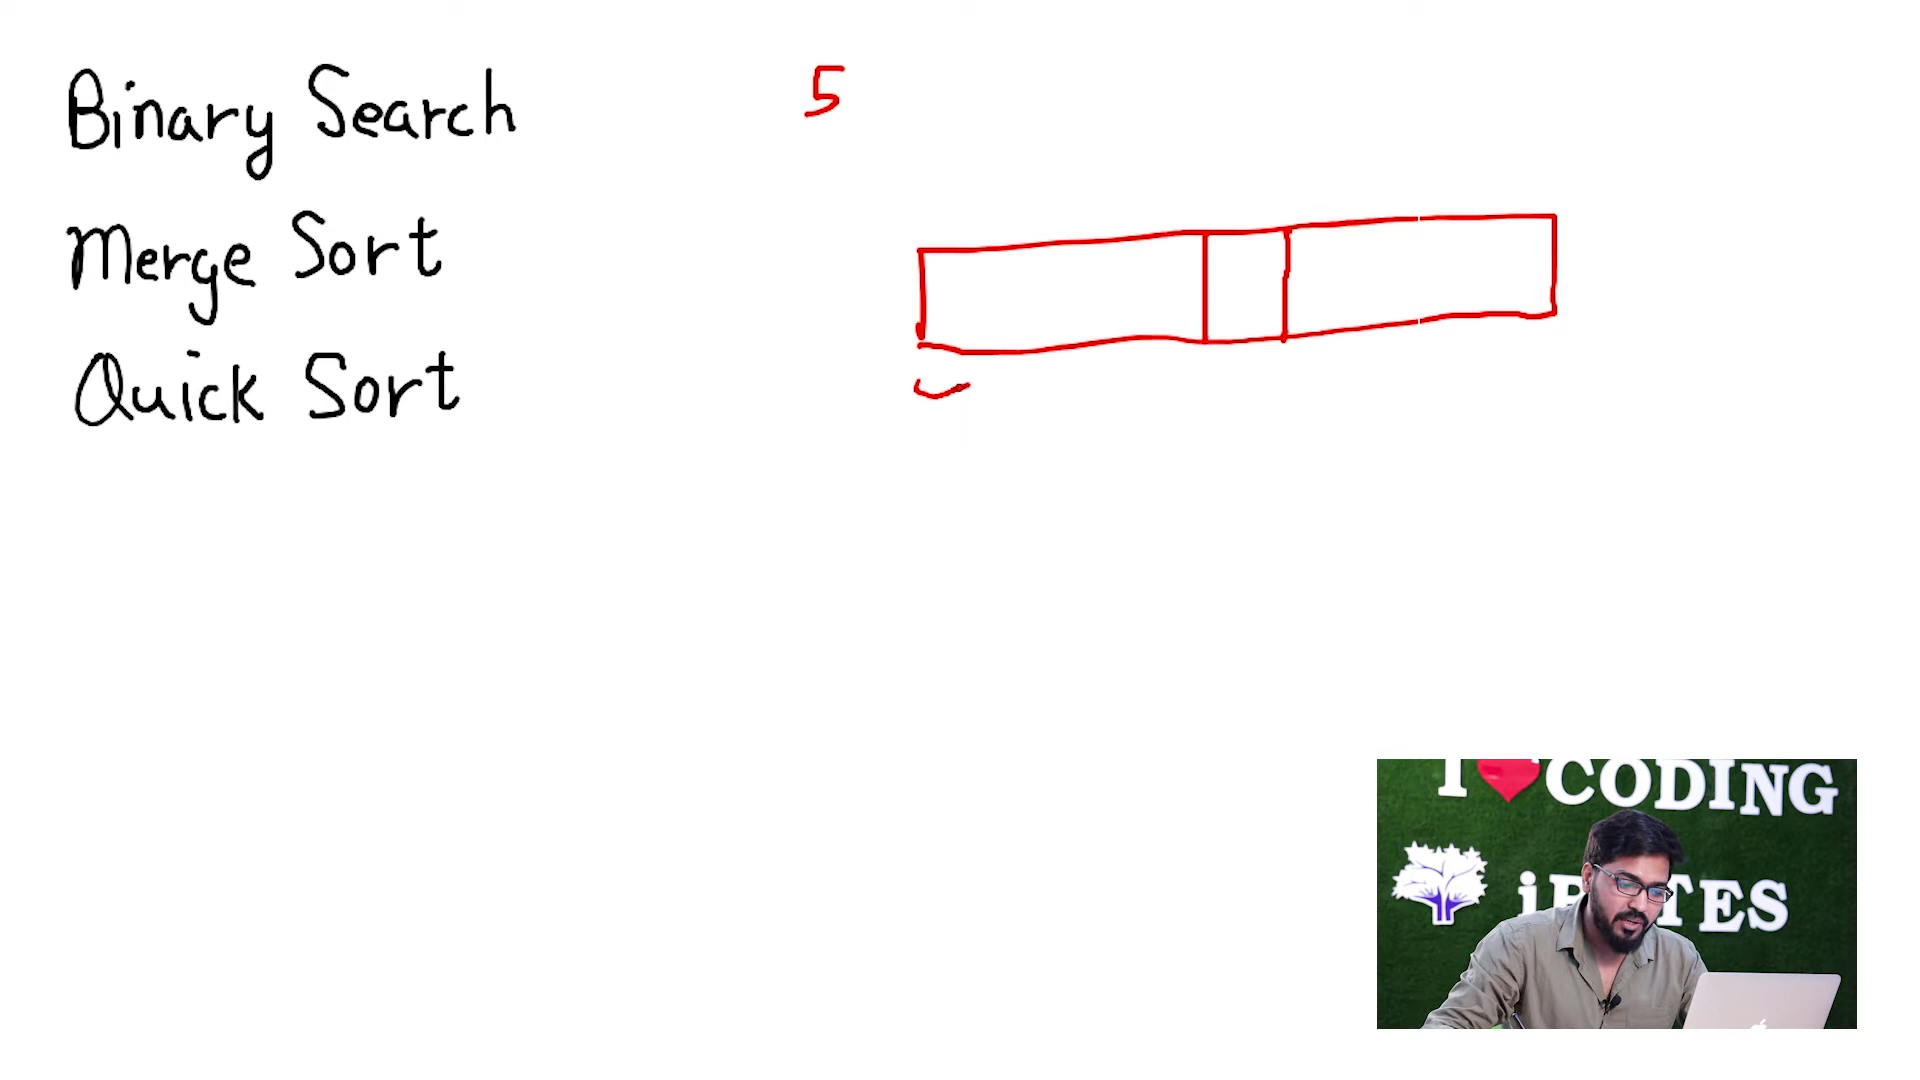 Binary Search
5
Merge Sort
Quick Sort
I CODING